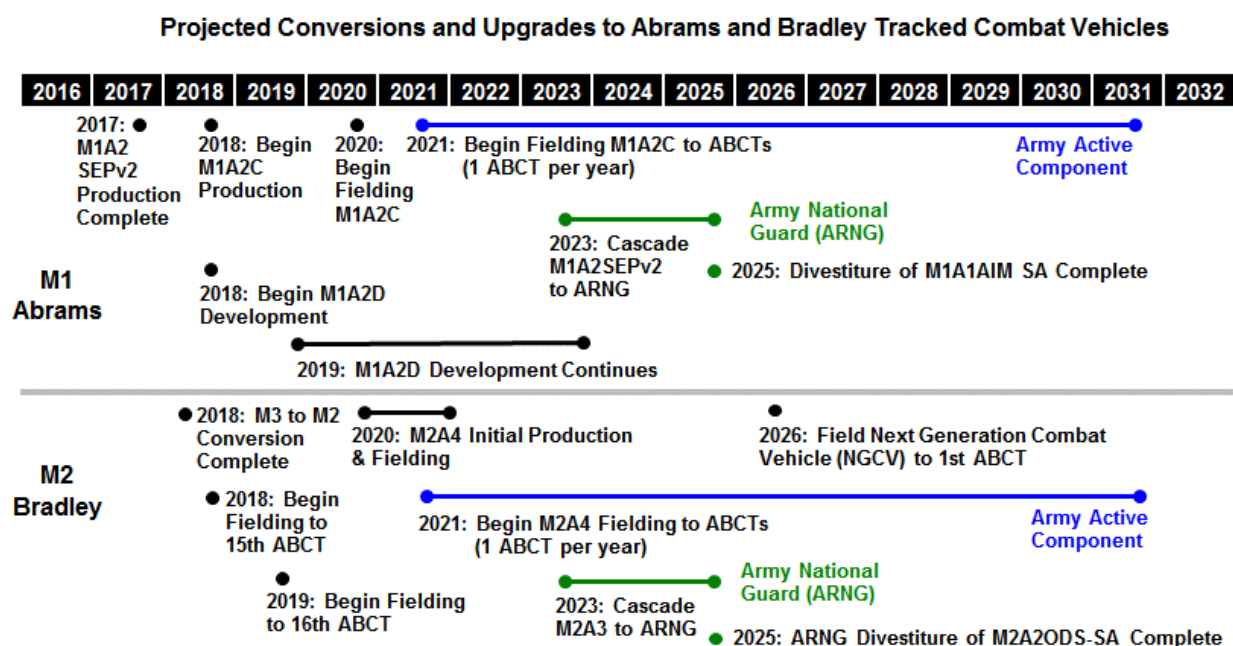 Projected Conversions and Upgrades to Abrams and Bradley Tracked Combat Vehicles
2016 2017 2018 2019 2020 2021 2022 2023 2024 2025 2026 2027 2028 2029 2030 2031 2032
2017:
M1A2
SEPv2
Production
Complete
2018: Begin
M1A2C
Production
2020:
Begin
Fielding
M1A2C
2021: Begin Fielding M1A2C to ABCTs
(1 ABCT per year)
Army Active
Component
2023: Cascade
M1A2SEPv2
to ARNG
Army National
Guard (ARNG)
2025: Divestiture of M1A1AIM SA Complete
M1
Abrams
2018: Begin M1A2D
Development
2019: M1A2D Development Continues
M2
Bradley
2018: M3 to M2
Conversion
Complete
2020: M2A4 Initial Production
& Fielding
2026: Field Next Generation Combat
Vehicle (NGCV) to 1st ABCT
2018: Begin
Fielding to
15th ABCT
2021: Begin M2A4 Fielding to ABCTs
(1 ABCT per year)
Army Active
Component
2019: Begin Fielding
to 16th ABCT
2023: Cascade
M2A3 to ARNG
Army National
Guard (ARNG)
2025: ARNG Divestiture of M2A2ODS-SA Complete